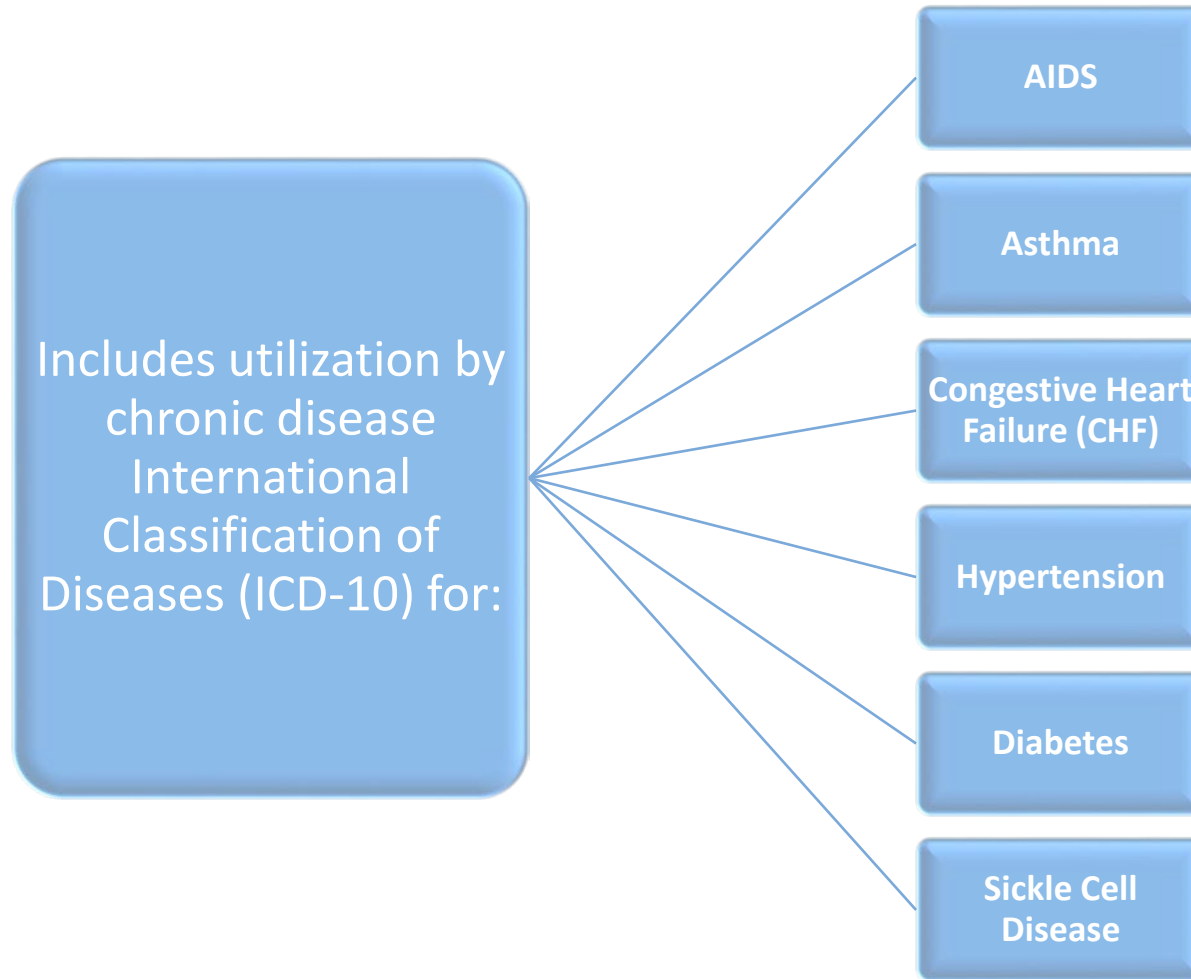 Includes utilization by
chronic disease
International
Classification of
Diseases (ICD-10) for:
AIDS
Asthma
Congestive Heart
Failure (CHF)
Hypertension
Diabetes
Sickle Cell
Disease